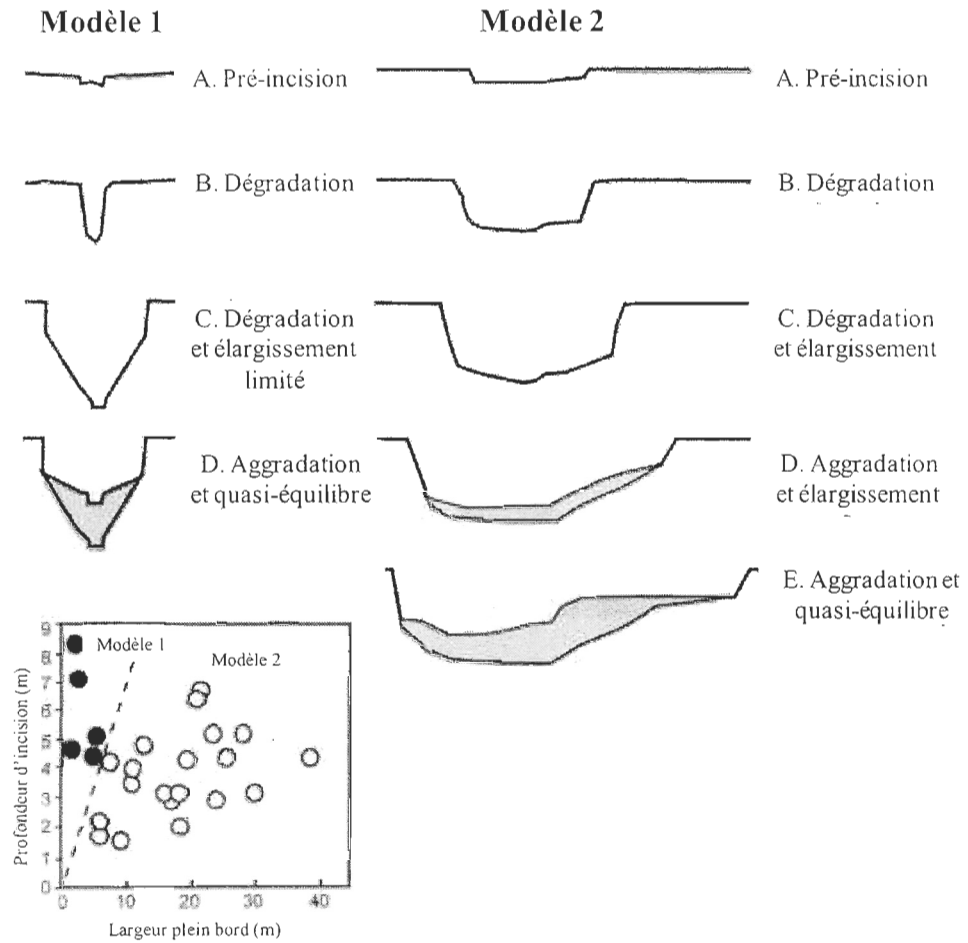 Modèle 1
A. Pré-incision
B. Dégradation
C. Dégradation
et élargissement
limité
D. Aggradation
et quasi-équilibre
Modèle 2
A. Pré-incision
B. Dégradation
C. Dégradation
et élargissement
D. Aggradation
et élargissement
E. Aggradation et
quasi-équilibre
Profondeur d'incision (m)
9
8
7
6
5
4
3
2
1
0
Modèle 1
Modèle 2
0 10 20 30 40
Largeur plein bord (m)